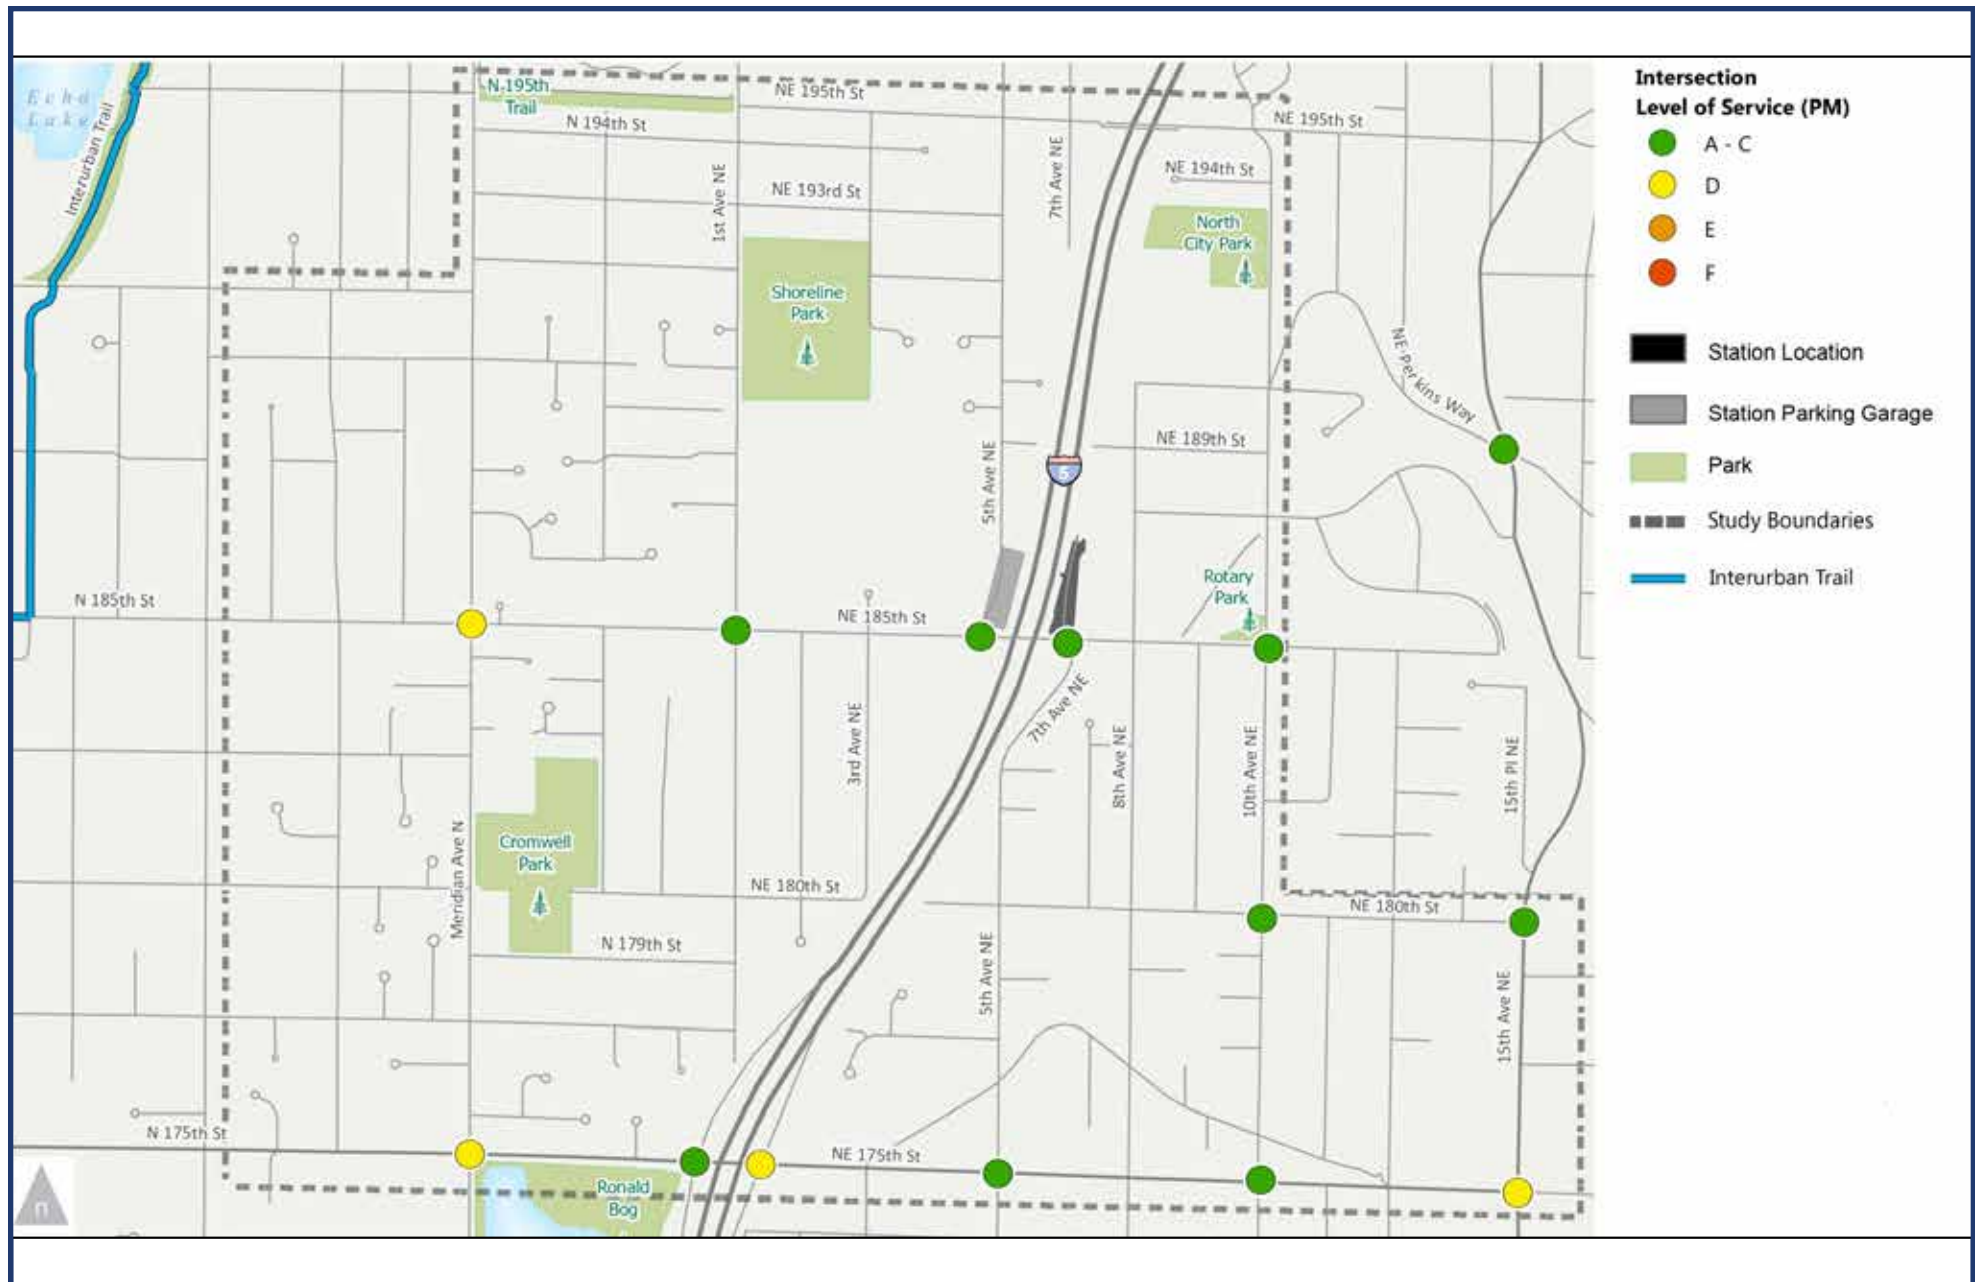 Echo
Lake
Interurban Trail
N 195th
Trail
NE 195th St
N 194th St
NE 195th St
7th Ave NE
NE 194th St
1st Ave NE
NE 193rd St
North
City Park
Shoreline
Park
NE Perkins Way
NE 189th St
5th Ave NE
5
Rotary
Park
N 185th St
NE 185th St
7th Ave NE
3rd Ave NE
8th Ave NE
10th Ave NE
15th Pl NE
Meridian Ave N
Cromwell
Park
NE 180th St
NE 180th St
N 179th St
5th Ave NE
15th Ave NE
N 175th St
NE 175th St
Ronald
Bog
n
Intersection
Level of Service (PM)
A - C
D
E
F
Station Location
Station Parking Garage
Park
Study Boundaries
Interurban Trail